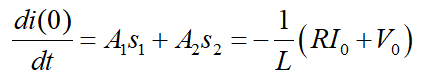 di(0)/dt = A₁s₁ + A₂s₂ = −1/L (RI₀ + V₀)